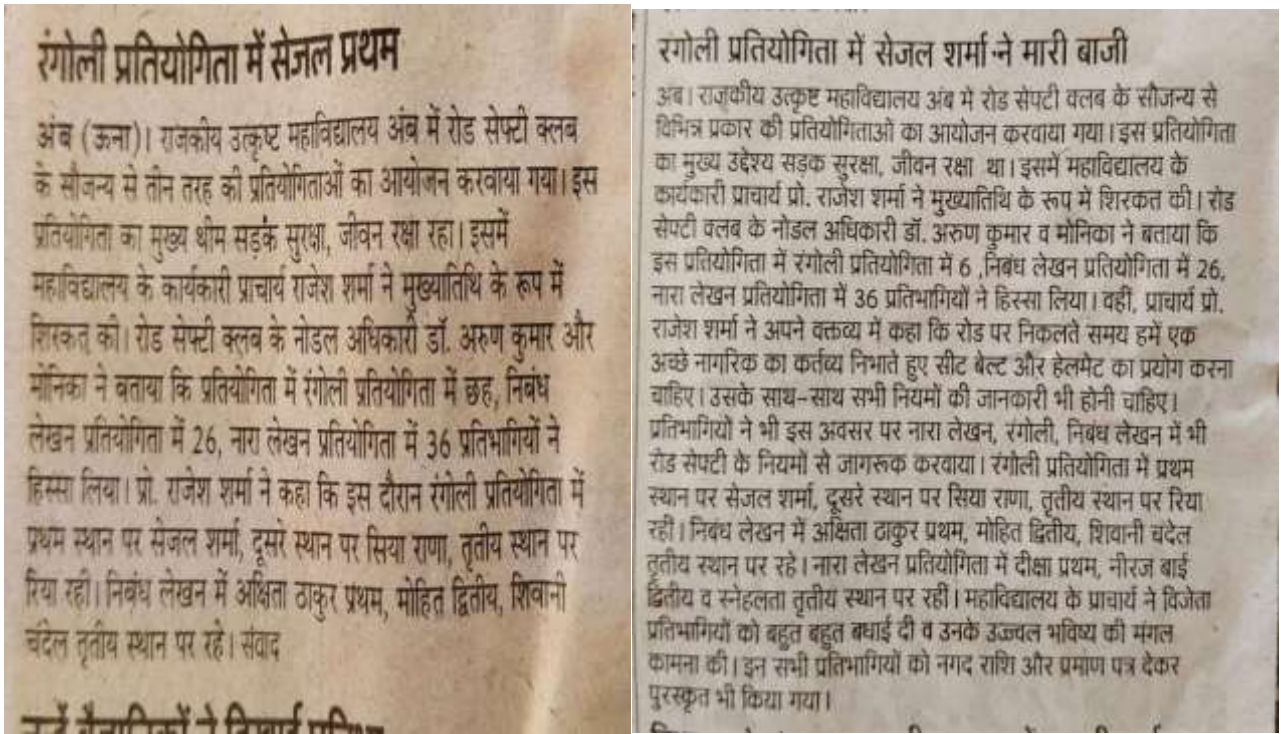 रंगोली प्रतियोगिता में सेजल प्रथम
अंब (ऊना)। राजकीय उत्कृष्ट महाविद्यालय अंब में रोड सेफ्टी क्लब
के सौजन्य से तीन तरह की प्रतियोगिताओं का आयोजन करवाया गया। इस
प्रतियोगिता का मुख्य थीम सड़क सुरक्षा, जीवन रक्षा रहा। इसमें
महाविद्यालय के कार्यकारी प्राचार्य राजेश शर्मा ने मुख्यातिथि के रूप में
शिरकत की। रोड सेफ्टी क्लब के नोडल अधिकारी डॉ. अरुण कुमार और
मोनिका ने बताया कि प्रतियोगिता में रंगोली प्रतियोगिता में छह, निबंध
लेखन प्रतियोगिता में 26, नारा लेखन प्रतियोगिता में 36 प्रतिभागियों ने
हिस्सा लिया। प्रो. राजेश शर्मा ने कहा कि इस दौरान रंगोली प्रतियोगिता में
प्रथम स्थान पर सेजल शर्मा, दूसरे स्थान पर सिया राणा, तृतीय स्थान पर
रिया रही। निबंध लेखन में अक्षिता ठाकुर प्रथम, मोहित द्वितीय, शिवानी
चंदेल तृतीय स्थान पर रहे। संवाद
रगोली प्रतियोगिता में सेजल शर्मा ने मारी बाजी
अंब। राजकीय उत्कृष्ट महाविद्यालय अंब में रोड सेपटी क्लब के सौजन्य से
विभिन्न प्रकार की प्रतियोगिताओं का आयोजन करवाया गया। इस प्रतियोगिता
का मुख्य उद्देश्य सड़क सुरक्षा, जीवन रक्षा था। इसमें महाविद्यालय के
कार्यकारी प्राचार्य प्रो. राजेश शर्मा ने मुख्यातिथि के रूप में शिरकत की। रोड
सेपटी क्लब के नोडल अधिकारी डॉ. अरुण कुमार व मोनिका ने बताया कि
इस प्रतियोगिता में रंगोली प्रतियोगिता में 6 ,निबंध लेखन प्रतियोगिता में 26,
नारा लेखन प्रतियोगिता में 36 प्रतिभागियों ने हिस्सा लिया। वहीं, प्राचार्य प्रो.
राजेश शर्मा ने अपने वक्तव्य में कहा कि रोड पर निकलते समय हमें एक
अच्छे नागरिक का कर्तव्य निभाते हुए सीट बेल्ट और हेलमेट का प्रयोग करना
चाहिए। उसके साथ-साथ सभी नियमों की जानकारी भी होनी चाहिए।
प्रतिभागियों ने भी इस अवसर पर नारा लेखन, रंगोली, निबंध लेखन में भी
रोड सेपटी के नियमों से जागरूक करवाया। रंगोली प्रतियोगिता में प्रथम
स्थान पर सेजल शर्मा, दूसरे स्थान पर सिया राणा, तृतीय स्थान पर रिया
रही। निबंध लेखन में अक्षिता ठाकुर प्रथम, मोहित द्वितीय, शिवानी चंदेल
तृतीय स्थान पर रहे। नारा लेखन प्रतियोगिता में दीक्षा प्रथम, नीरज बाई
द्वितीय व स्नेहलता तृतीय स्थान पर रहीं। महाविद्यालय के प्राचार्य ने विजेता
प्रतिभागियों को बहुत बहुत बधाई दी व उनके उज्ज्वल भविष्य की मंगल
कामना की। इन सभी प्रतिभागियों को नगद राशि और प्रमाण पत्र देकर
पुरस्कृत भी किया गया।